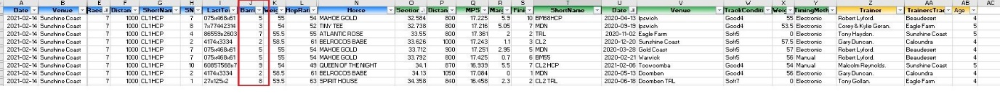 A B E F G H I J K L N O P Q R S T U V W X Y Z AA AB AC
Date Venue Race Distan ShortNam SN LastTe Barri Weig HcpRati Horse Section Distan MPS Mar Fini ShortName Date Venue TrackConditi Weig TimingMeth Trainer TrainersTrac Age
2021-02-14 Sunshine Coast 7 1000 CL1HCP 7 075x468x61 5 55 54 MAHOE GOLD 32.584 800 17.225 5.9 10 BM68HCP 2020-04-13 Ipswich Good4 55 Electronic Robert Lyford. Beaudesert 4
2021-02-14 Sunshine Coast 7 1000 CL1HCP 8 7x77442314 3 54 52 TINY TEE 32.738 800 17.216 5.05 7 MDN 2020-09-19 Ipswich Good4 53.5 Electronic Corey & Kylie Geran. Eagle Farm 5
2021-02-14 Sunshine Coast 7 1000 CL1HCP 4 86559x2603 7 55.5 55 ATLANTIC ROSE 33.55 800 17.361 2 2 TRL 2020-11-02 Eagle Farm Soft5 0 Electronic Tony Haydon. Sunshine Coast 5
2021-02-14 Sunshine Coast 7 1000 CL1HCP 2 4174x3334 2 58.5 61 BELROCOS BABE 33.626 1000 17.243 1.1 3 CL2 2020-12-20 Sunshine Coast Soft5 57.5 Electronic Gary Duncan. Caloundra 4
2021-02-14 Sunshine Coast 7 1000 CL1HCP 7 075x468x61 5 55 54 MAHOE GOLD 33.712 900 17.251 2.95 5 MDN 2020-03-28 Gold Coast Soft5 57 Electronic Robert Lyford. Beaudesert 4
2021-02-14 Sunshine Coast 7 1000 CL1HCP 7 075x468x61 5 55 54 MAHOE GOLD 33.792 800 17.425 0.7 6 BM55 2020-02-21 Warwick Good4 56 Manual Robert Lyford. Beaudesert 4
2021-02-14 Sunshine Coast 7 1000 CL1HCP 10 60857568x7 9 54 49 QUEEN OF THE NIGHT 34.1 870 16.939 5.5 7 CL2 HCP 2021-02-06 Toowoomba Good4 54 Manual Malcolm Reynolds. Sunshine Coast 5
2021-02-14 Sunshine Coast 7 1000 CL1HCP 2 4174x3334 2 58.5 61 BELROCOS BABE 34.13 1050 17.084 0 1 MDN 2020-05-13 Doomben Good4 56 Electronic Gary Duncan. Caloundra 4
2021-02-14 Sunshine Coast 7 1000 CL1HCP 1 27x125x2 8 59.5 63 SPIRIT HOUSE 34.358 840 16.458 2.3 2 CL2 TRL 2020-06-16 Doomben TRL Soft7 0 Electronic Tony Gollan. Eagle Farm 4